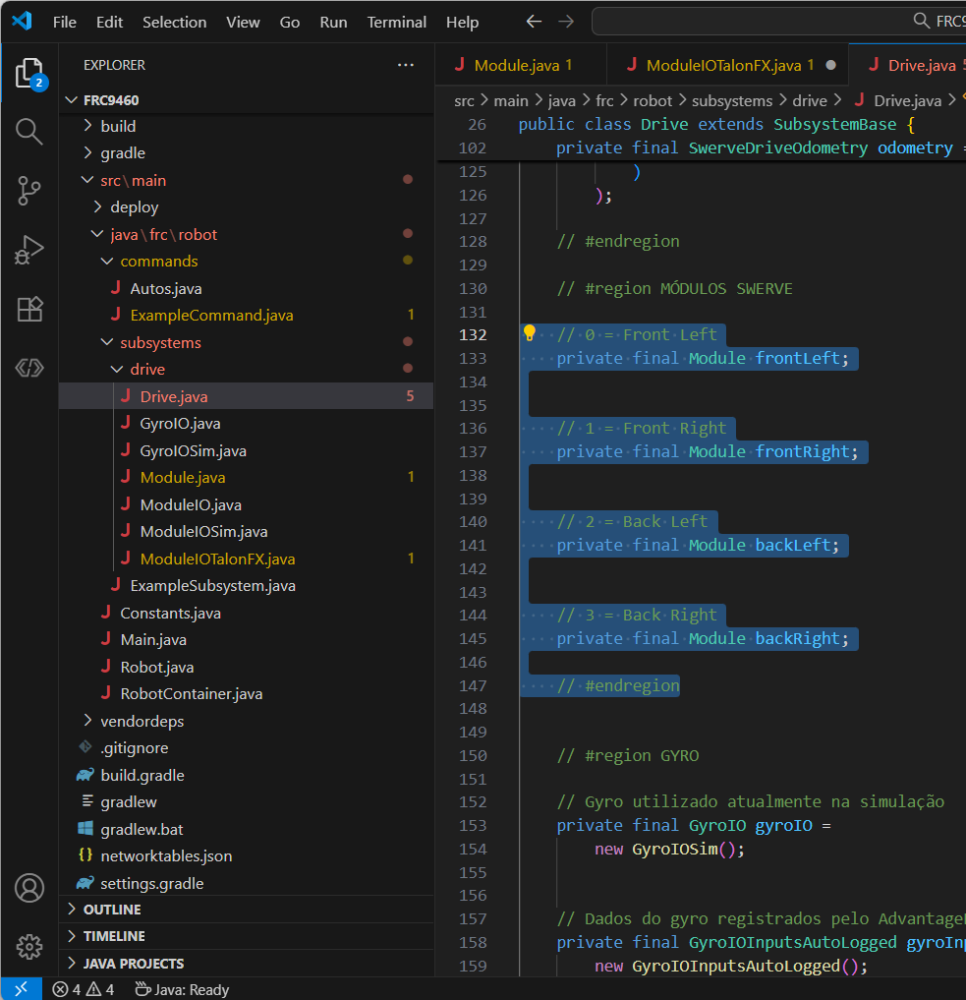 File Edit Selection View Go Run Terminal Help FRC9
EXPLORER
2
FRC9460
build
gradle
src\main
deploy
java\frc\robot
commands
Autos.java
ExampleCommand.java 1
subsystems
drive
Drive.java 5
GyroIO.java
GyroIOSim.java
Module.java 1
ModuleIO.java
ModuleIOSim.java
ModuleIOTalonFX.java 1
ExampleSubsystem.java
Constants.java
Main.java
Robot.java
RobotContainer.java
vendordeps
.gitignore
build.gradle
gradlew
gradlew.bat
networktables.json
settings.gradle
OUTLINE
TIMELINE
JAVA PROJECTS
Module.java 1 ModuleIOTalonFX.java 1 Drive.java 5
src > main > java > frc > robot > subsystems > drive > Drive.java >
26 public class Drive extends SubsystemBase {
102 private final SwerveDriveOdometry odometry =
125 )
126 );
127
128 // #endregion
129
130 // #region MÓDULOS SWERVE
131
132 // 0 = Front Left
133 private final Module frontLeft;
134
135
136 // 1 = Front Right
137 private final Module frontRight;
138
139
140 // 2 = Back Left
141 private final Module backLeft;
142
143
144 // 3 = Back Right
145 private final Module backRight;
146
147 // #endregion
148
149
150 // #region GYRO
151
152 // Gyro utilizado atualmente na simulação
153 private final GyroIO gyroIO =
154 new GyroIOSim();
155
156
157 // Dados do gyro registrados pelo Advantage
158 private final GyroIOInputsAutoLogged gyroInp
159 new GyroIOInputsAutoLogged();
4 4 Java: Ready